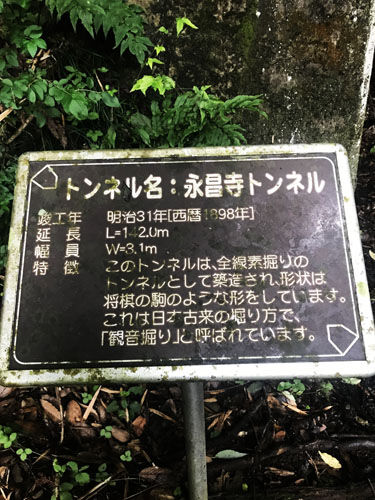 トンネル名：永昌寺トンネル
竣工年　明治31年[西暦1898年]
延　長　L=142.0m
幅　員　W=3.1m
特　徴　このトンネルは、全線素掘りの
トンネルとして築造され、形状は
将棋の駒のような形をしています。
これは日本古来の堀り方で、
「観音掘り」と呼ばれています。